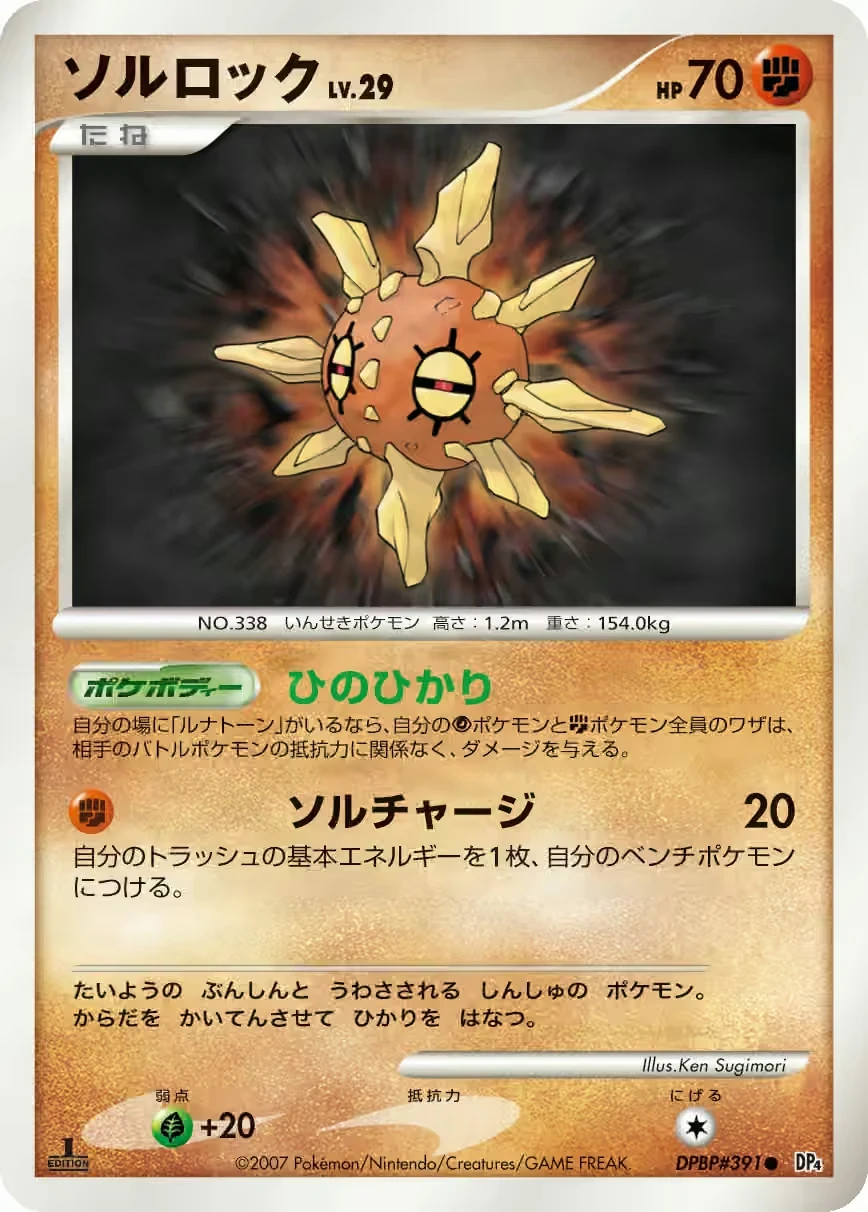 ソルロック LV.29 HP 70
たね
NO.338 いんせきポケモン 高さ:1.2m 重さ:154.0kg
ポケボディー ひのひかり
自分の場に「ルナトーン」がいるなら、自分のポケモンとポケモン全員のワザは、
相手のバトルポケモンの抵抗力に関係なく、ダメージを与える。
ソルチャージ 20
自分のトラッシュの基本エネルギーを1枚、自分のベンチポケモン
につける。
たいようの ぶんしんと うわさされる しんしゅの ポケモン。
からだを かいてんさせて ひかりを はなつ。
Illus.Ken Sugimori
弱点 抵抗力 にげる
+20
1 EDITION ©2007 Pokémon/Nintendo/Creatures/GAME FREAK. DPBP#391● DP4